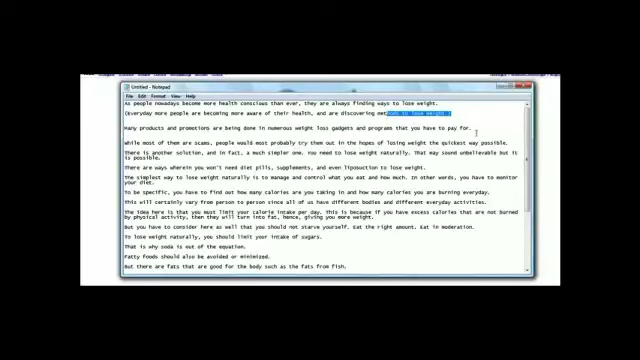 Untitled - Notepad
File Edit Format View Help
As people nowadays become more health conscious than ever, they are always finding ways to lose weight.
(Everyday more people are becoming more aware of their health, and are discovering methods to lose weight.)
Many products and promotions are being done in numerous weight loss gadgets and programs that you have to pay for.
While most of them are scams, people would most probably try them out in the hopes of losing weight the quickest way possible.
There is another solution, and in fact, a much simpler one. You need to lose weight naturally. That may sound unbelievable but it
is possible.
There are ways wherein you won't need diet pills, supplements, and even liposuction to lose weight.
The simplest way to lose weight naturally is to manage and control what you eat and how much. In other words, you have to monitor
your diet.
To be specific, you have to find out how many calories are you taking in and how many calories you are burning everyday.
This will certainly vary from person to person since all of us have different bodies and different everyday activities.
The idea here is that you must limit your calorie intake per day. This is because if you have excess calories that are not burned
by physical activity, then they will turn into fat, hence, giving you more weight.
But you have to consider here as well that you should not starve yourself. Eat the right amount. Eat in moderation.
To lose weight naturally, you should limit your intake of sugars.
That is why soda is out of the equation.
Fatty foods should also be avoided or minimized.
But there are fats that are good for the body such as the fats from fish.